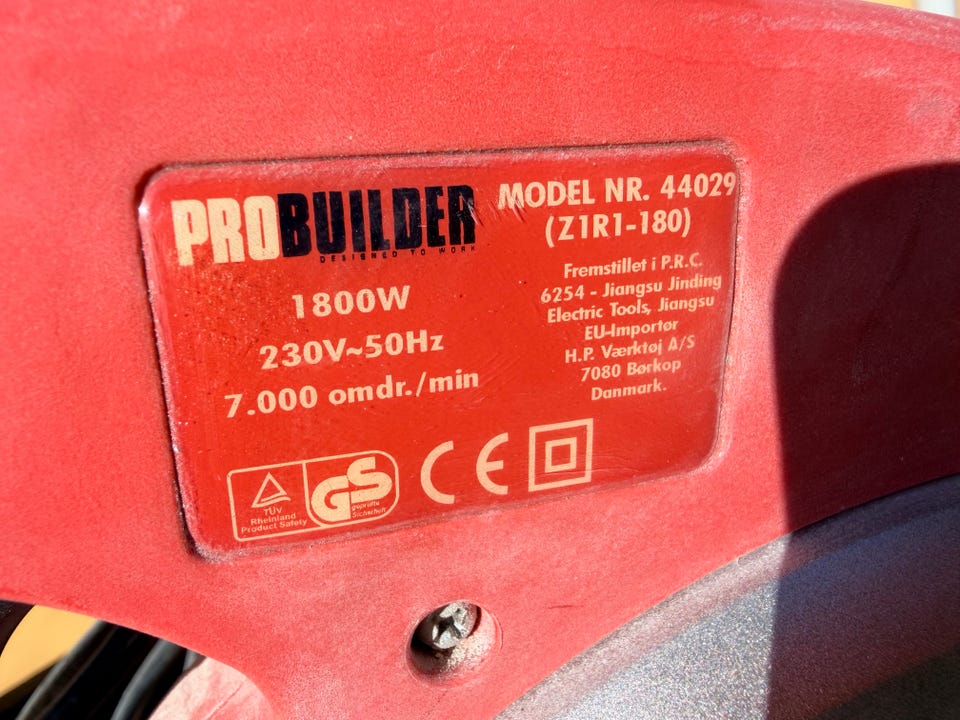 PROBUILDER
DESIGNED TO WORK
1800W
230V~50Hz
7.000 omdr./min
MODEL NR. 44029
(Z1R1-180)
Fremstillet i P.R.C.
6254 - Jiangsu Jinding
Electric Tools, Jiangsu
EU-Importør
H.P. Værktøj A/S
7080 Børkop
Danmark.
TÜV
Rheinland
Product Safety
GS
geprüfte
Sicherheit
CE